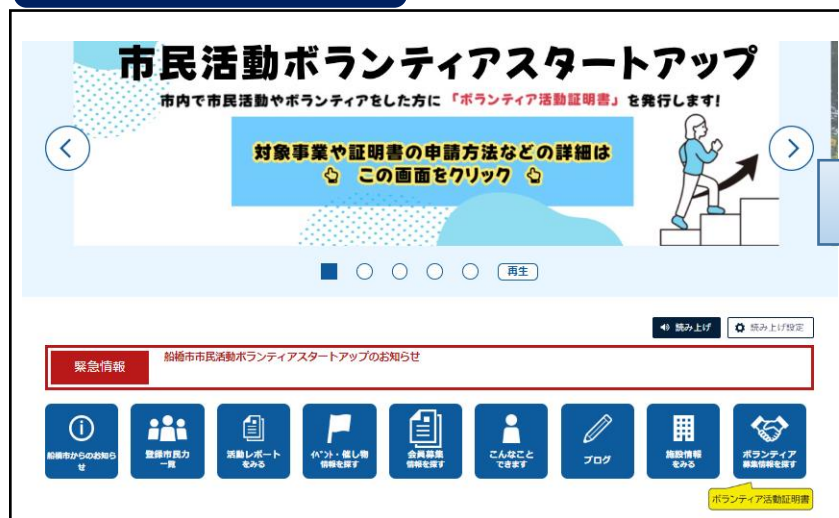 市民活動ボランティアスタートアップ
市内で市民活動やボランティアをした方に「ボランティア活動証明書」を発行します!
対象事業や証明書の申請方法などの詳細は
この画面をクリック
再生
読み上げ
読み上げ設定
緊急情報
船橋市市民活動ボランティアスタートアップのお知らせ
船橋市からのお知らせ
登録市民力
一覧
活動レポート
をみる
イベント・催し物
情報を探す
会員募集
情報を探す
こんなこと
できます
ブログ
施設情報
をみる
ボランティア
募集情報を探す
ボランティア活動証明書